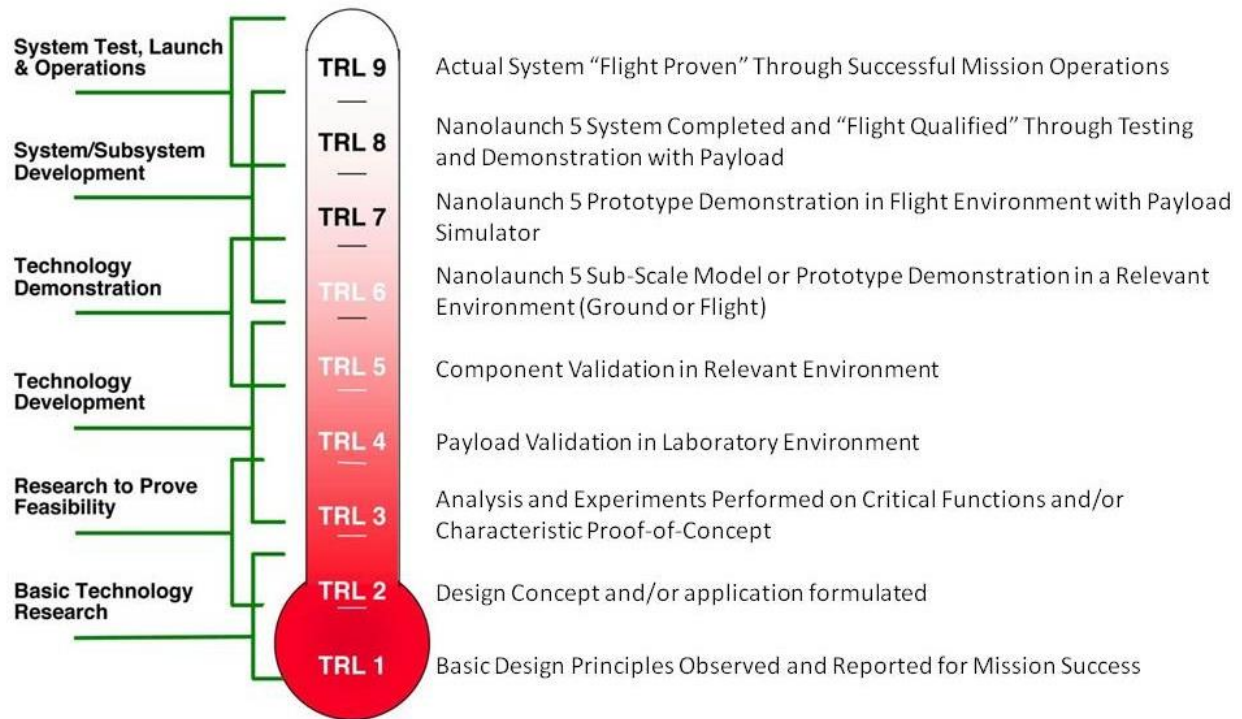 System Test, Launch
& Operations
System/Subsystem
Development
Technology
Demonstration
Technology
Development
Research to Prove
Feasibility
Basic Technology
Research
TRL 9
TRL 8
TRL 7
TRL 6
TRL 5
TRL 4
TRL 3
TRL 2
TRL 1
Actual System “Flight Proven” Through Successful Mission Operations
Nanolaunch 5 System Completed and “Flight Qualified” Through Testing
and Demonstration with Payload
Nanolaunch 5 Prototype Demonstration in Flight Environment with Payload
Simulator
Nanolaunch 5 Sub-Scale Model or Prototype Demonstration in a Relevant
Environment (Ground or Flight)
Component Validation in Relevant Environment
Payload Validation in Laboratory Environment
Analysis and Experiments Performed on Critical Functions and/or
Characteristic Proof-of-Concept
Design Concept and/or application formulated
Basic Design Principles Observed and Reported for Mission Success